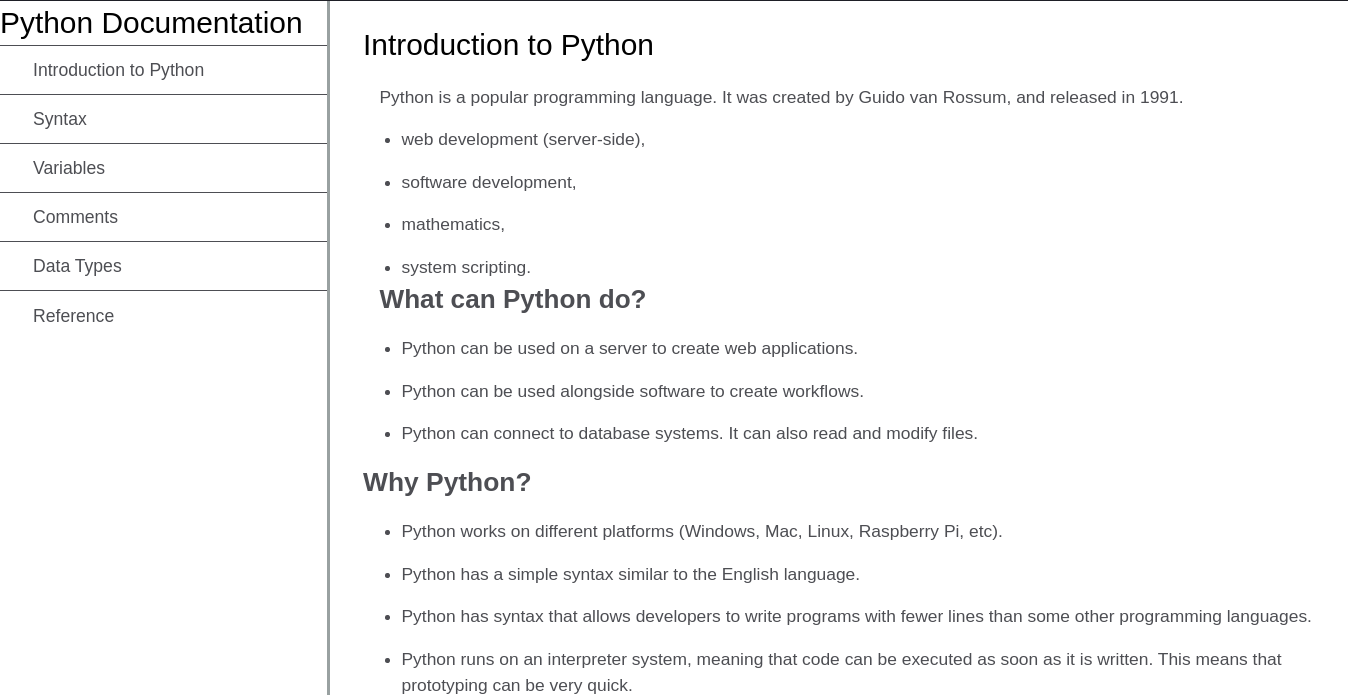 Python Documentation
Introduction to Python
Syntax
Variables
Comments
Data Types
Reference
Introduction to Python
Python is a popular programming language. It was created by Guido van Rossum, and released in 1991.
web development (server-side),
software development,
mathematics,
system scripting.
What can Python do?
Python can be used on a server to create web applications.
Python can be used alongside software to create workflows.
Python can connect to database systems. It can also read and modify files.
Why Python?
Python works on different platforms (Windows, Mac, Linux, Raspberry Pi, etc).
Python has a simple syntax similar to the English language.
Python has syntax that allows developers to write programs with fewer lines than some other programming languages.
Python runs on an interpreter system, meaning that code can be executed as soon as it is written. This means that
prototyping can be very quick.